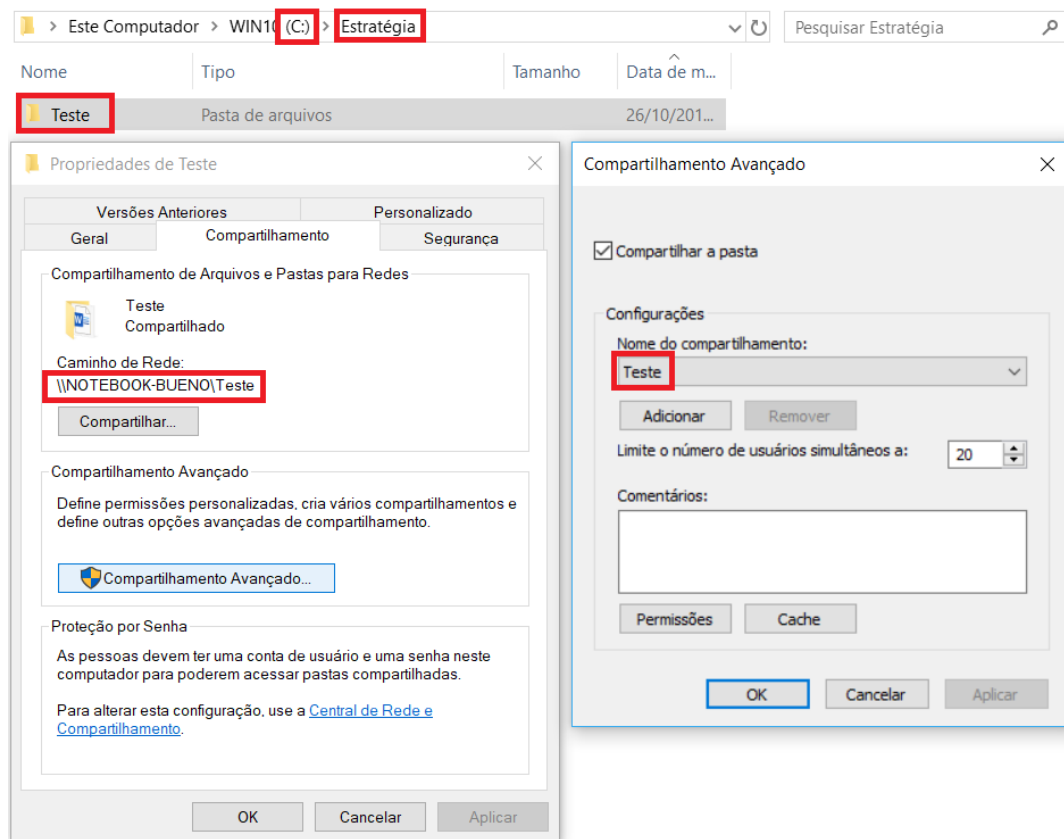 Este Computador > WIN10 (C:) > Estratégia
Pesquisar Estratégia
Nome Tipo Tamanho Data de m...
Teste Pasta de arquivos 26/10/201...
Propriedades de Teste
Versões Anteriores Personalizado
Geral Compartilhamento Segurança
Compartilhamento de Arquivos e Pastas para Redes
Teste
Compartilhado
Caminho de Rede:
\\NOTEBOOK-BUENO\Teste
Compartilhar...
Compartilhamento Avançado
Define permissões personalizadas, cria vários compartilhamentos e
define outras opções avançadas de compartilhamento.
Compartilhamento Avançado...
Proteção por Senha
As pessoas devem ter uma conta de usuário e uma senha neste
computador para poderem acessar pastas compartilhadas.
Para alterar esta configuração, use a Central de Rede e
Compartilhamento.
OK Cancelar Aplicar
Compartilhamento Avançado
Compartilhar a pasta
Configurações
Nome do compartilhamento:
Teste
Adicionar Remover
Limite o número de usuários simultâneos a: 20
Comentários:
Permissões Cache
OK Cancelar Aplicar